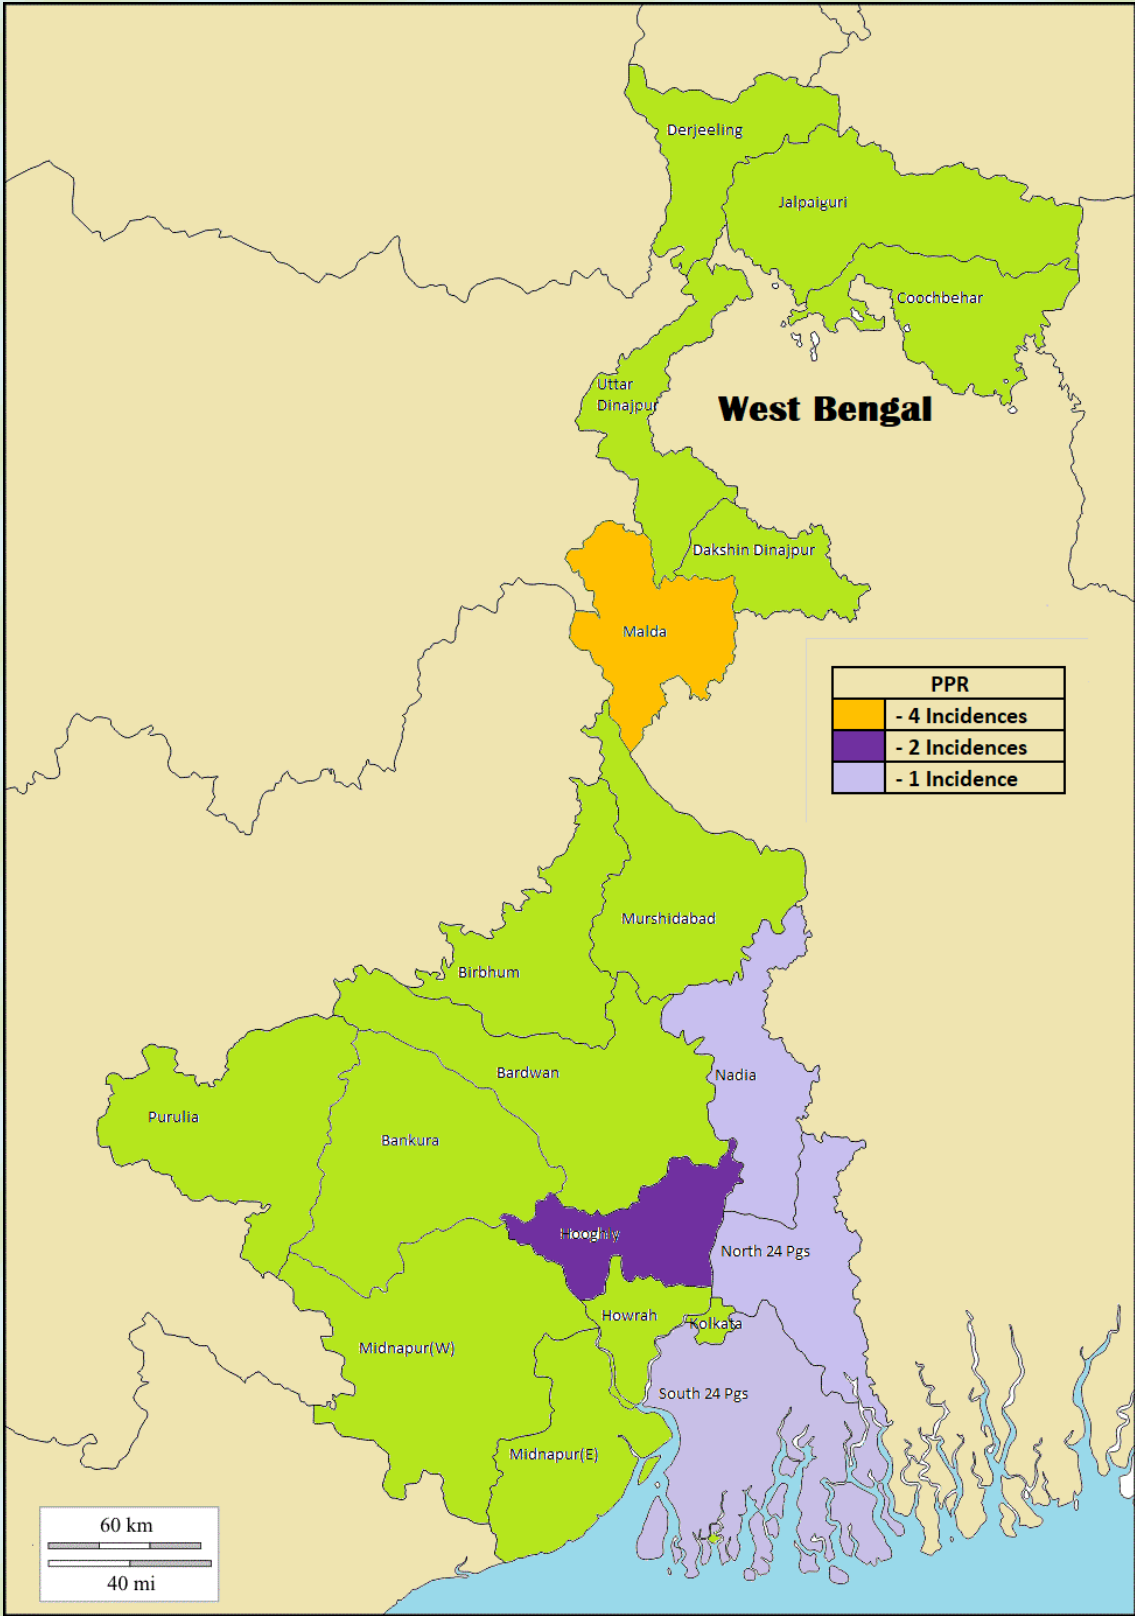 Derjeeling
Jalpaiguri
Coochbehar
Uttar
Dinajpur
West Bengal
Dakshin Dinajpur
Malda
PPR
- 4 Incidences
- 2 Incidences
- 1 Incidence
Murshidabad
Birbhum
Bardwan
Nadia
Purulia
Bankura
Hooghly
North 24 Pgs
Howrah
Kolkata
Midnapur(W)
South 24 Pgs
Midnapur(E)
60 km
40 mi